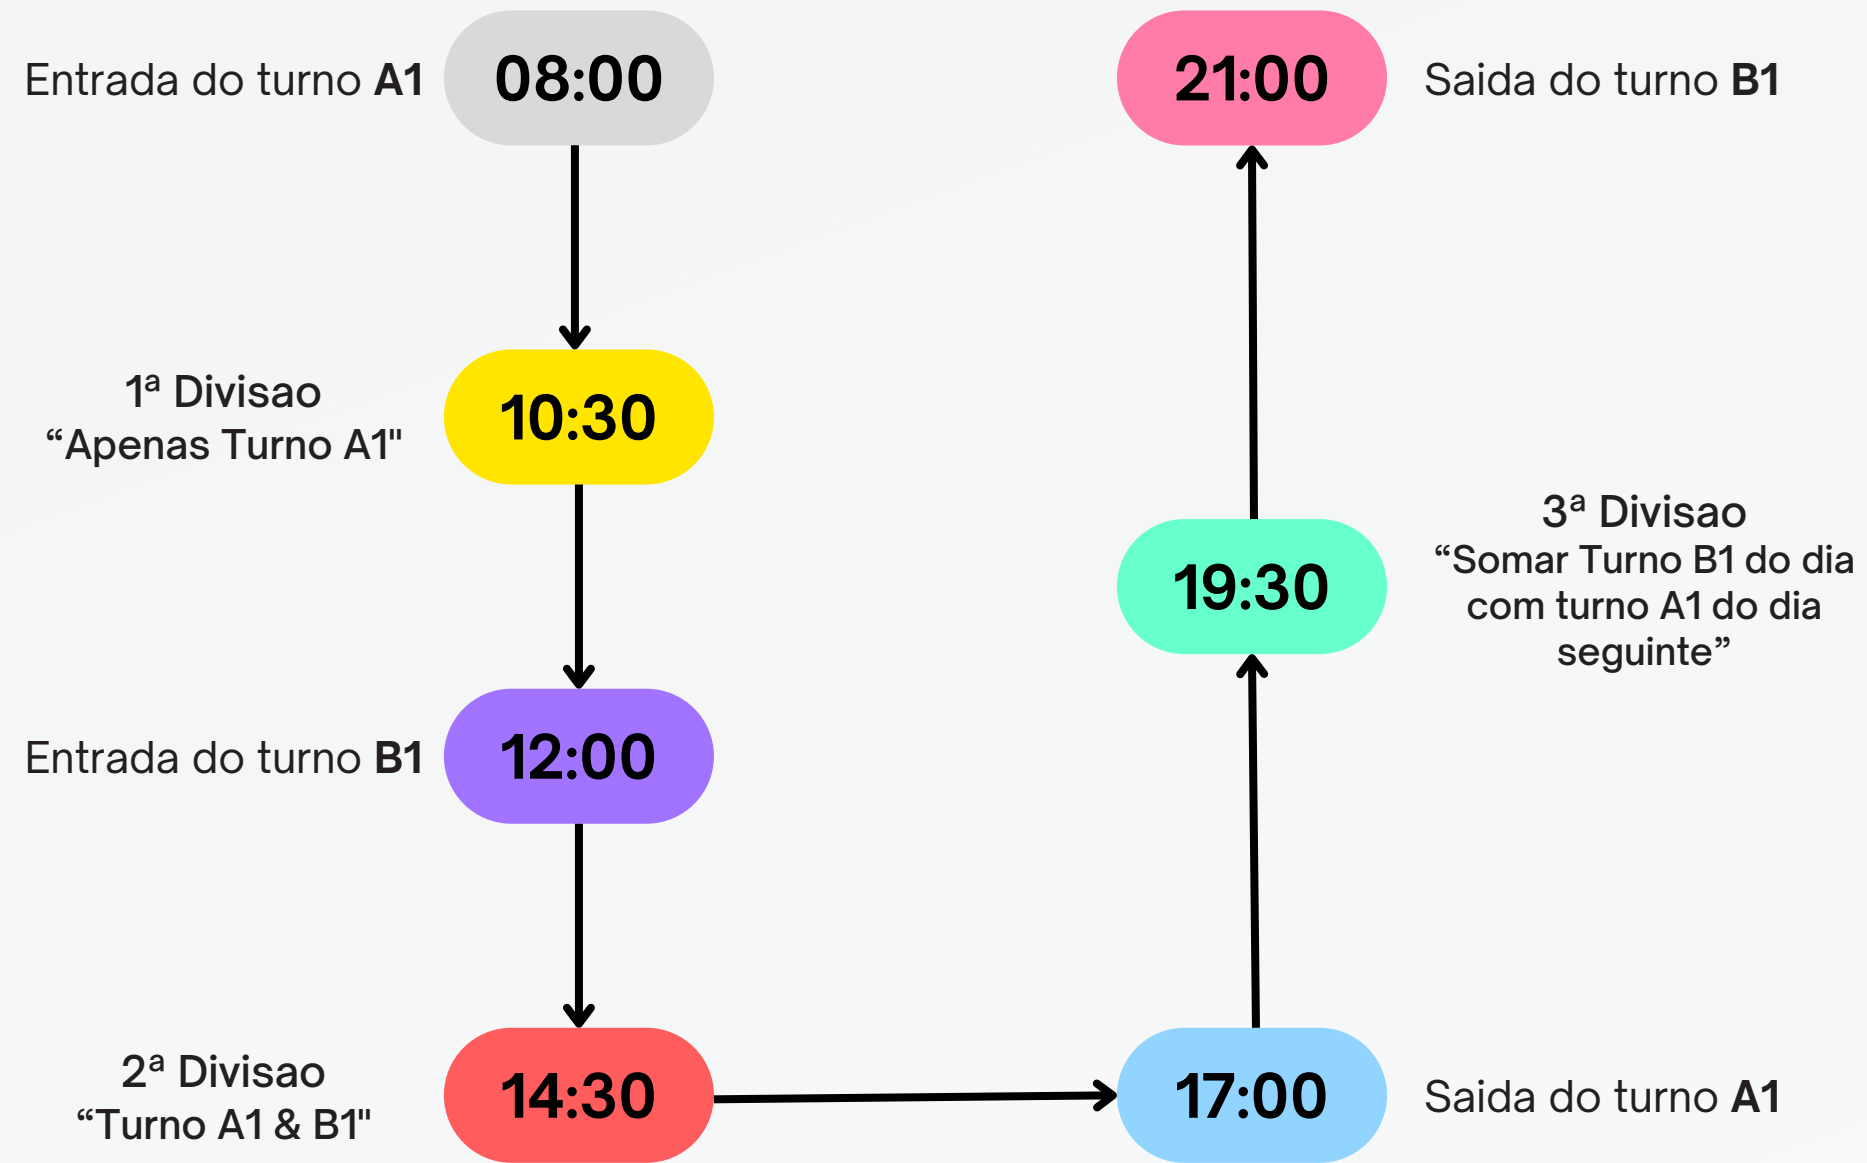 Entrada do turno A1
08:00
1ª Divisao
“Apenas Turno A1"
10:30
Entrada do turno B1
12:00
2ª Divisao
“Turno A1 & B1"
14:30
17:00
Saida do turno A1
19:30
3ª Divisao
“Somar Turno B1 do dia
com turno A1 do dia
seguinte”
21:00
Saida do turno B1